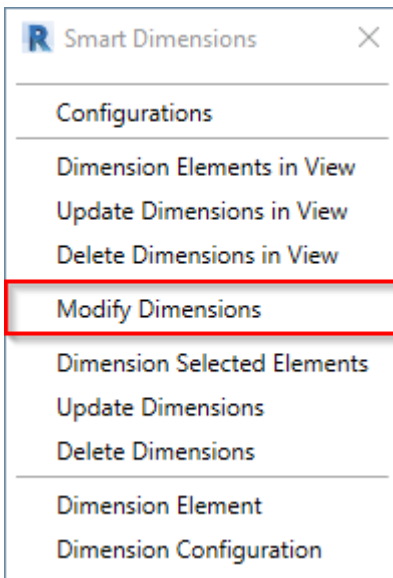 R Smart Dimensions
Configurations
Dimension Elements in View
Update Dimensions in View
Delete Dimensions in View
Modify Dimensions
Dimension Selected Elements
Update Dimensions
Delete Dimensions
Dimension Element
Dimension Configuration